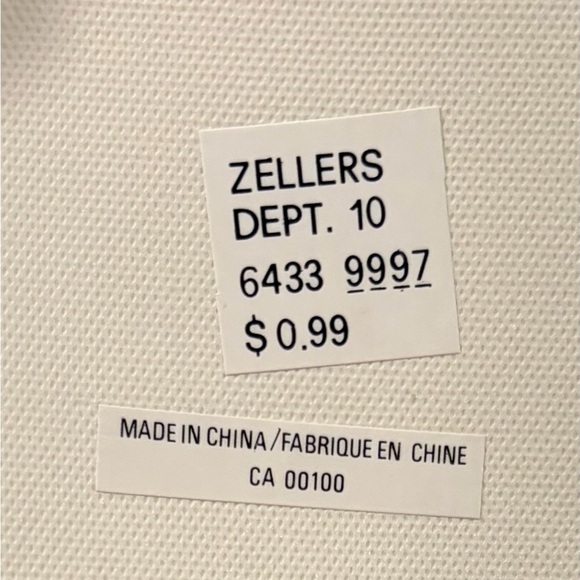 ZELLERS
DEPT. 10
6433 9997
$0.99
MADE IN CHINA/FABRIQUE EN CHINE
CA 00100